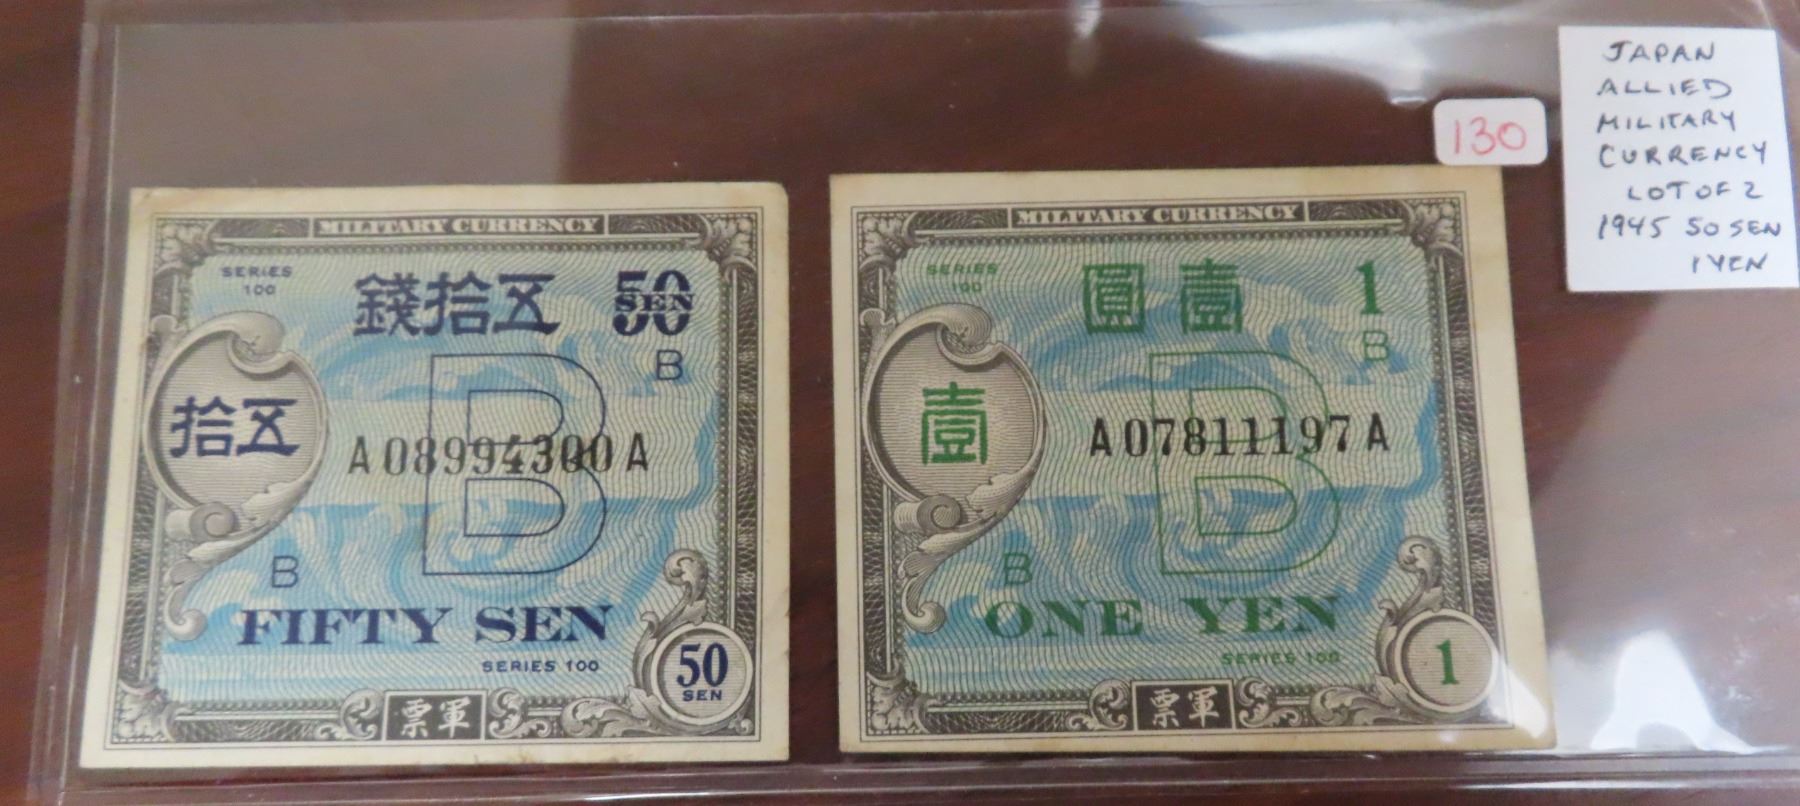 MILITARY CURRENCY
SERIES
100
錢拾五
50
SEN
B
拾五
A08994300A
B
B
FIFTY SEN
SERIES 100
50
SEN
票軍
MILITARY CURRENCY
SERIES
100
圓壹
1
B
壹
A07811197A
B
B
ONE YEN
SERIES 100
1
票軍
130
JAPAN
ALLIED
MILITARY
CURRENCY
LOT OF 2
1945 50 SEN
1 YEN